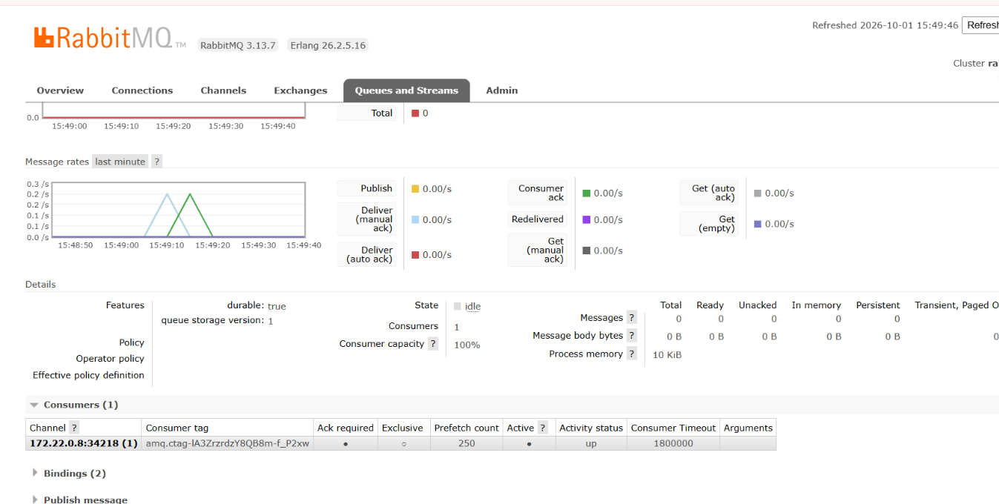 Refreshed 2026-10-01 15:49:46 Refresh
RabbitMQ TM RabbitMQ 3.13.7 Erlang 26.2.5.16
Cluster
Overview Connections Channels Exchanges Queues and Streams Admin
0.0
15:49:00 15:49:10 15:49:20 15:49:30 15:49:40
Total 0
Message rates last minute ?
0.3 /s
0.2 /s
0.2 /s
0.1 /s
0.1 /s
0.0 /s
15:48:50 15:49:00 15:49:10 15:49:20 15:49:30 15:49:40
Publish 0.00/s
Deliver
(manual
ack)
0.00/s
Deliver
(auto ack)
0.00/s
Consumer
ack
0.00/s
Redelivered 0.00/s
Get
(manual
ack)
0.00/s
Get (auto
ack)
0.00/s
Get
(empty)
0.00/s
Details
Features durable: true
queue storage version: 1
Policy
Operator policy
Effective policy definition
State idle
Consumers 1
Consumer capacity ? 100%
Total Ready Unacked In memory Persistent Transient, Paged O
Messages ? 0 0 0 0 0
Message body bytes ? 0 B 0 B 0 B 0 B 0 B 0
Process memory ? 10 KiB
Consumers (1)
Channel ? Consumer tag Ack required Exclusive Prefetch count Active ? Activity status Consumer Timeout Arguments
172.22.0.8:34218 (1) amq.ctag-lA3ZrzrdzY8QB8m-f_P2xw ● ○ 250 ● up 1800000
Bindings (2)
Publish message